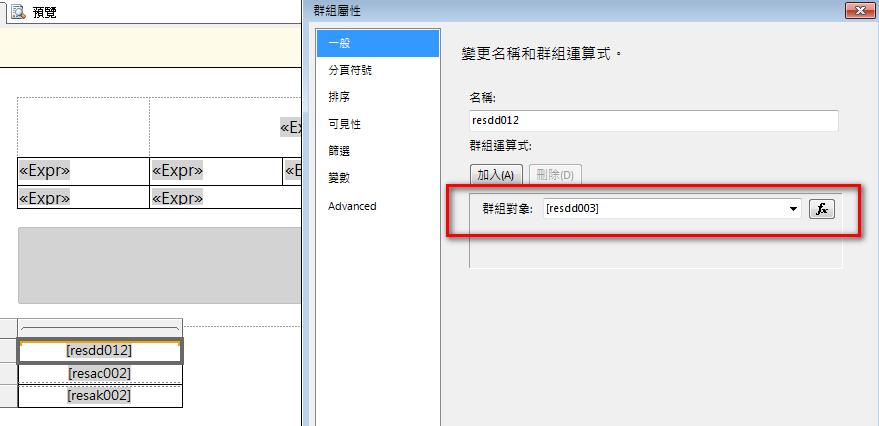 預覽
«Ex
«Expr»
«Expr»
«Ex
«Expr»
«Expr»
[resdd012]
[resac002]
[resak002]
群組屬性
一般
分頁符號
排序
可見性
篩選
變數
Advanced
變更名稱和群組運算式。
名稱:
resdd012
群組運算式:
加入(A)
刪除(D)
群組對象:
[resdd003]
fx